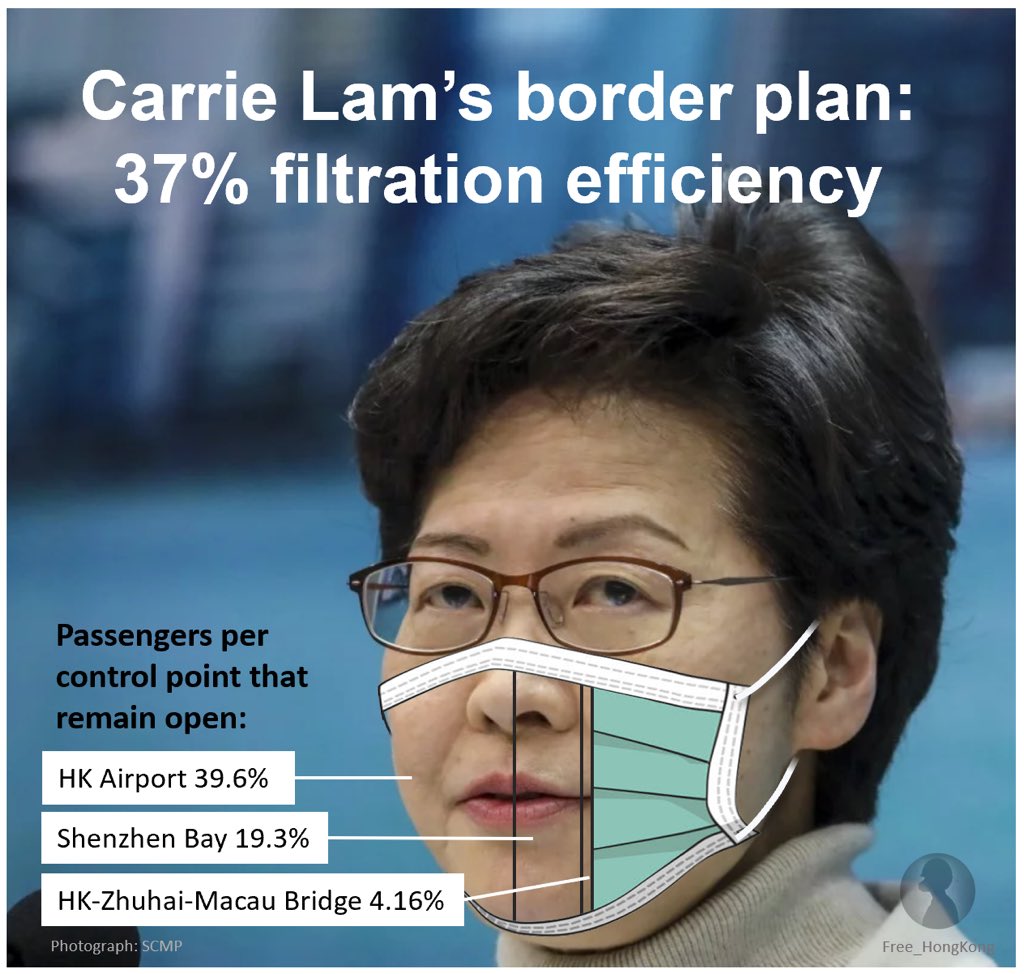 Carrie Lam’s border plan:
37% filtration efficiency
Passengers per
control point that
remain open:
HK Airport 39.6%
Shenzhen Bay 19.3%
HK-Zhuhai-Macau Bridge 4.16%
Photograph: SCMP
Free_HongKong